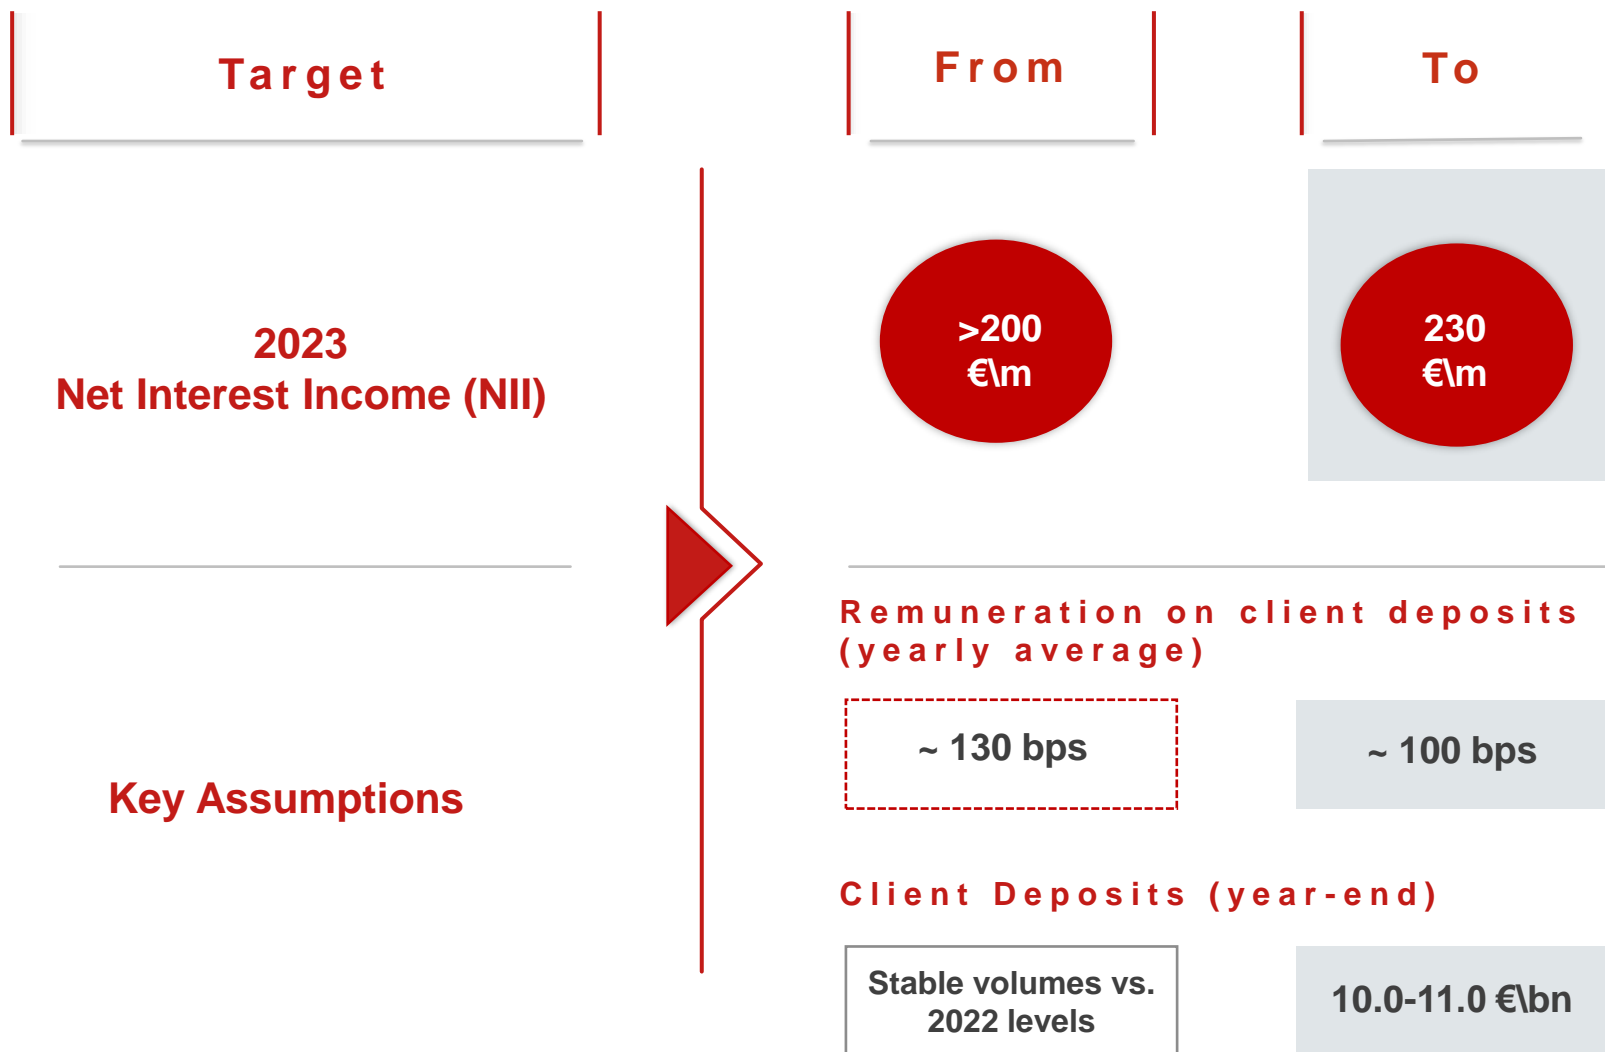 Target
From
To
2023
Net Interest Income (NII)
>200
€\m
230
€\m
Remuneration on client deposits
(yearly average)
~ 130 bps
~ 100 bps
Key Assumptions
Client Deposits (year-end)
Stable volumes vs.
2022 levels
10.0-11.0 €\bn